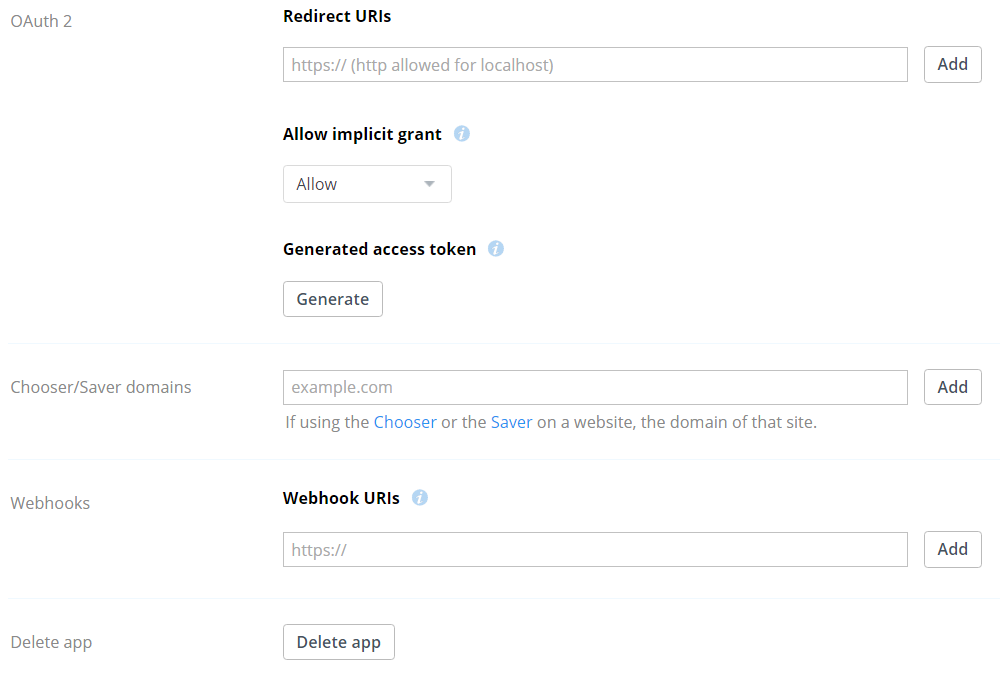 OAuth 2
Redirect URIs
https:// (http allowed for localhost)
Add
Allow implicit grant
i
Allow
Generated access token
i
Generate
Chooser/Saver domains
example.com
Add
If using the Chooser or the Saver on a website, the domain of that site.
Webhooks
Webhook URIs
i
https://
Add
Delete app
Delete app